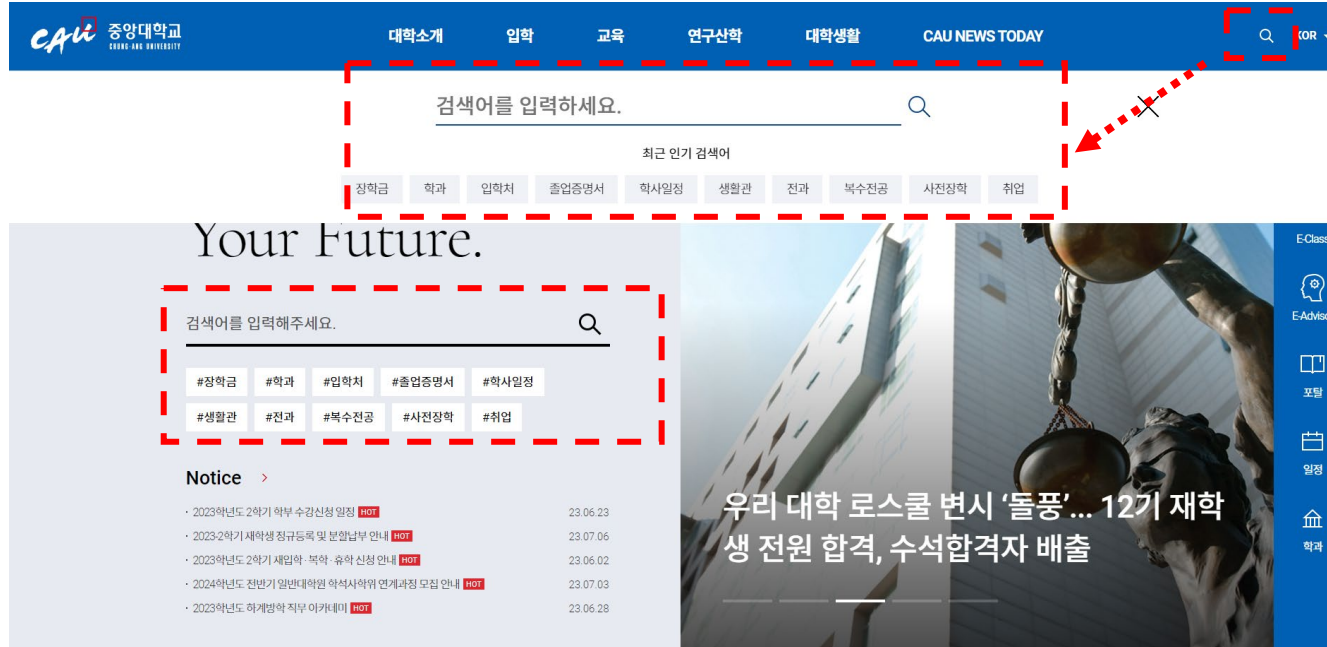 CAU 중앙대학교
CHUNG-ANG UNIVERSITY
대학소개 입학 교육 연구산학 대학생활 CAU NEWS TODAY KOR
검색어를 입력하세요.
최근 인기 검색어
장학금 학과 입학처 졸업증명서 학사일정 생활관 전과 복수전공 사전장학 취업
Your Future.
검색어를 입력해주세요.
#장학금 #학과 #입학처 #졸업증명서 #학사일정
#생활관 #전과 #복수전공 #사전장학 #취업
Notice >
· 2023학년도 2학기 학부 수강신청 일정 HOT 23.06.23
· 2023-2학기 재학생 정규등록 및 분할납부 안내 HOT 23.07.06
· 2023학년도 2학기 재입학·복학·휴학 신청 안내 HOT 23.06.02
· 2024학년도 전반기 일반대학원 학석사학위 연계과정 모집 안내 HOT 23.07.03
· 2023학년도 하계방학 직무 아카데미 HOT 23.06.28
우리 대학 로스쿨 변시 ‘돌풍’... 12기 재학
생 전원 합격, 수석합격자 배출
E-Class
E-Adviso
포탈
일정
학과